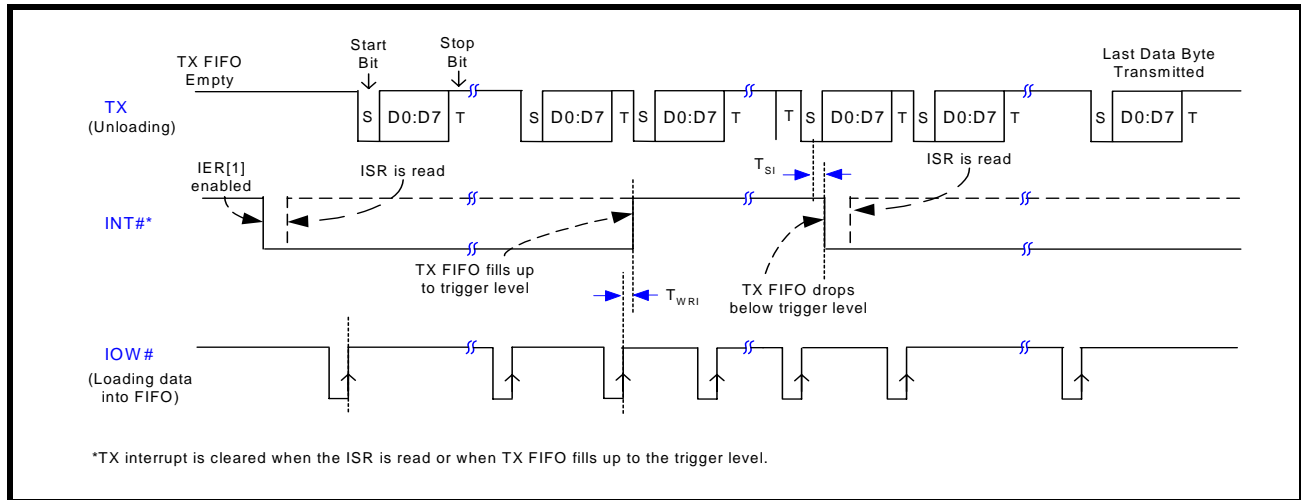 Start
Bit
Stop
Bit
TX FIFO
Empty
Last Data Byte
Transmitted
TX
(Unloading)
S D0:D7 T S D0:D7 T S D0:D7 T T S D0:D7 T S D0:D7 T S D0:D7 T
IER[1]
enabled
ISR is read
TSI
ISR is read
INT#*
TX FIFO fills up
to trigger level
TWRI
TX FIFO drops
below trigger level
IOW#
(Loading data
into FIFO)
*TX interrupt is cleared when the ISR is read or when TX FIFO fills up to the trigger level.